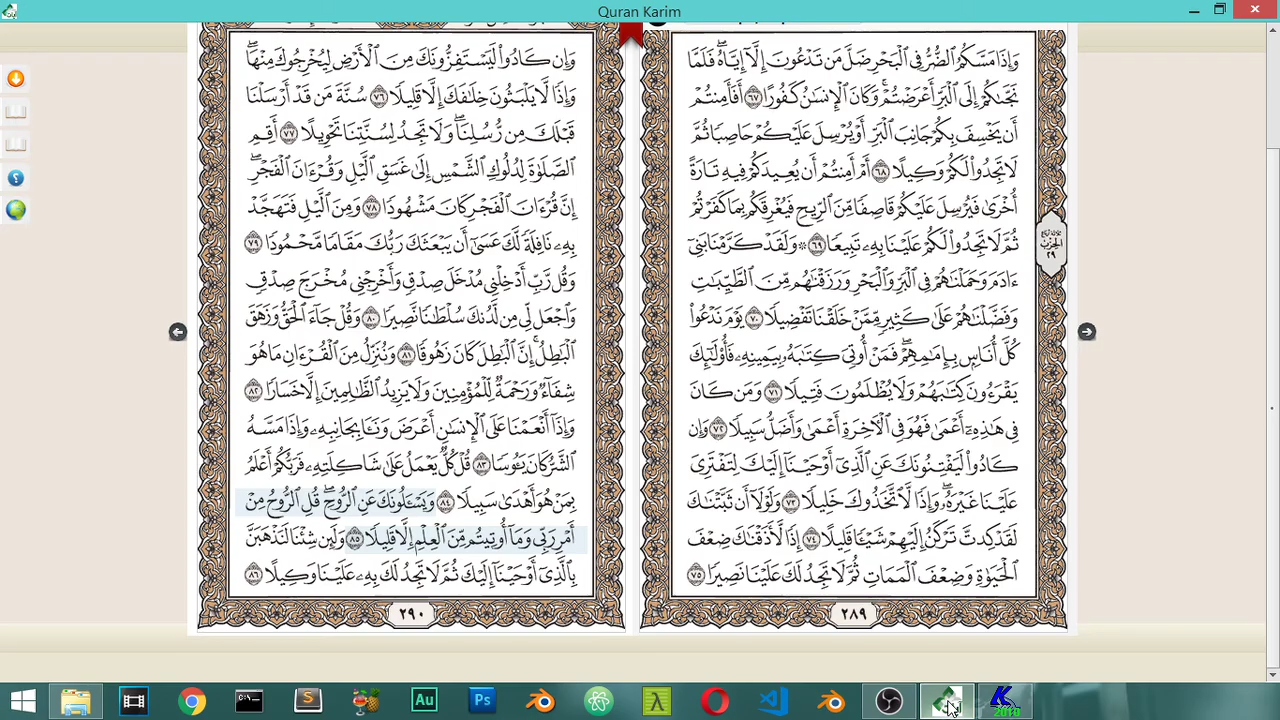 Quran Karim
وَإِذَا مَسَّكُمُ ٱلضُّرُّ فِي ٱلْبَحْرِ ضَلَّ مَن تَدْعُونَ إِلَّآ إِيَّاهُ ۖ فَلَمَّا
نَجَّىٰكُمْ إِلَى ٱلْبَرِّ أَعْرَضْتُمْ ۚ وَكَانَ ٱلْإِنسَٰنُ كَفُورًا ٦٧ أَفَأَمِنتُمْ
أَن يَخْسِفَ بِكُمْ جَانِبَ ٱلْبَرِّ أَوْ يُرْسِلَ عَلَيْكُمْ حَاصِبًا ثُمَّ
لَا تَجِدُوا۟ لَكُمْ وَكِيلًا ٦٨ أَمْ أَمِنتُمْ أَن يُعِيدَكُمْ فِيهِ تَارَةً
أُخْرَىٰ فَيُرْسِلَ عَلَيْكُمْ قَاصِفًا مِّنَ ٱلرِّيحِ فَيُغْرِقَكُم بِمَا كَفَرْتُمْ
ثُمَّ لَا تَجِدُوا۟ لَكُمْ عَلَيْنَا بِهِۦ تَبِيعًا ٦٩ ۞ وَلَقَدْ كَرَّمْنَا بَنِىٓ
ءَادَمَ وَحَمَلْنَٰهُمْ فِي ٱلْبَرِّ وَٱلْبَحْرِ وَرَزَقْنَٰهُم مِّنَ ٱلطَّيِّبَٰتِ
وَفَضَّلْنَٰهُمْ عَلَىٰ كَثِيرٍ مِّمَّنْ خَلَقْنَا تَفْضِيلًا ٧٠ يَوْمَ نَدْعُوا۟
كُلَّ أُنَاسٍۭ بِإِمَٰمِهِمْ ۖ فَمَنْ أُوتِىَ كِتَٰبَهُۥ بِيَمِينِهِۦ فَأُو۟لَٰٓئِكَ
يَقْرَءُونَ كِتَٰبَهُمْ وَلَا يُظْلَمُونَ فَتِيلًا ٧١ وَمَن كَانَ
فِي هَٰذِهِۦٓ أَعْمَىٰ فَهُوَ فِي ٱلْءَاخِرَةِ أَعْمَىٰ وَأَضَلُّ سَبِيلًا ٧٢ وَإِن
كَادُوا۟ لَيَفْتِنُونَكَ عَنِ ٱلَّذِىٓ أَوْحَيْنَآ إِلَيْكَ لِتَفْتَرِىَ
عَلَيْنَا غَيْرَهُۥ ۖ وَإِذًا لَّٱتَّخَذُوكَ خَلِيلًا ٧٣ وَلَوْلَآ أَن ثَبَّتْنَٰكَ
لَقَدْ كِدتَّ تَرْكَنُ إِلَيْهِمْ شَيْـًٔا قَلِيلًا ٧٤ إِذًا لَّأَذَقْنَٰكَ ضِعْفَ
ٱلْحَيَوٰةِ وَضِعْفَ ٱلْمَمَاتِ ثُمَّ لَا تَجِدُ لَكَ عَلَيْنَا نَصِيرًا ٧٥
٢٨٩
الحزب
٢٩
وَإِن كَادُوا۟ لَيَسْتَفِزُّونَكَ مِنَ ٱلْأَرْضِ لِيُخْرِجُوكَ مِنْهَا ۖ
وَإِذًا لَّا يَلْبَثُونَ خِلَٰفَكَ إِلَّا قَلِيلًا ٧٦ سُنَّةَ مَن قَدْ أَرْسَلْنَا
قَبْلَكَ مِن رُّسُلِنَا ۖ وَلَا تَجِدُ لِسُنَّتِنَا تَحْوِيلًا ٧٧ أَقِمِ
ٱلصَّلَوٰةَ لِدُلُوكِ ٱلشَّمْسِ إِلَىٰ غَسَقِ ٱلَّيْلِ وَقُرْءَانَ ٱلْفَجْرِ ۖ
إِنَّ قُرْءَانَ ٱلْفَجْرِ كَانَ مَشْهُودًا ٧٨ وَمِنَ ٱلَّيْلِ فَتَهَجَّدْ
بِهِۦ نَافِلَةً لَّكَ عَسَىٰٓ أَن يَبْعَثَكَ رَبُّكَ مَقَامًا مَّحْمُودًا ٧٩
وَقُل رَّبِّ أَدْخِلْنِي مُدْخَلَ صِدْقٍ وَأَخْرِجْنِي مُخْرَجَ صِدْقٍ
وَٱجْعَل لِّي مِن لَّدُنكَ سُلْطَٰنًا نَّصِيرًا ٨٠ وَقُلْ جَآءَ ٱلْحَقُّ وَزَهَقَ
ٱلْبَٰطِلُ ۚ إِنَّ ٱلْبَٰطِلَ كَانَ زَهُوقًا ٨١ وَنُنَزِّلُ مِنَ ٱلْقُرْءَانِ مَا هُوَ
شِفَآءٌ وَرَحْمَةٌ لِّلْمُؤْمِنِينَ وَلَا يَزِيدُ ٱلظَّٰلِمِينَ إِلَّا خَسَارًا ٨٢
وَإِذَآ أَنْعَمْنَا عَلَى ٱلْإِنسَٰنِ أَعْرَضَ وَنَـَٔا بِجَانِبِهِۦ وَإِذَا مَسَّهُ
ٱلشَّرُّ كَانَ يَـُٔوسًا ٨٣ قُلْ كُلٌّ يَعْمَلُ عَلَىٰ شَاكِلَتِهِۦ فَرَبُّكُمْ أَعْلَمُ
بِمَنْ هُوَ أَهْدَىٰ سَبِيلًا ٨٤ وَيَسْـَٔلُونَكَ عَنِ ٱلرُّوحِ ۖ قُلِ ٱلرُّوحُ مِنْ
أَمْرِ رَبِّي وَمَآ أُوتِيتُم مِّنَ ٱلْعِلْمِ إِلَّا قَلِيلًا ٨٥ وَلَئِن شِئْنَا لَنَذْهَبَنَّ
بِٱلَّذِىٓ أَوْحَيْنَآ إِلَيْكَ ثُمَّ لَا تَجِدُ لَكَ بِهِۦ عَلَيْنَا وَكِيلًا ٨٦
٢٩٠
Au
Ps
K
2010